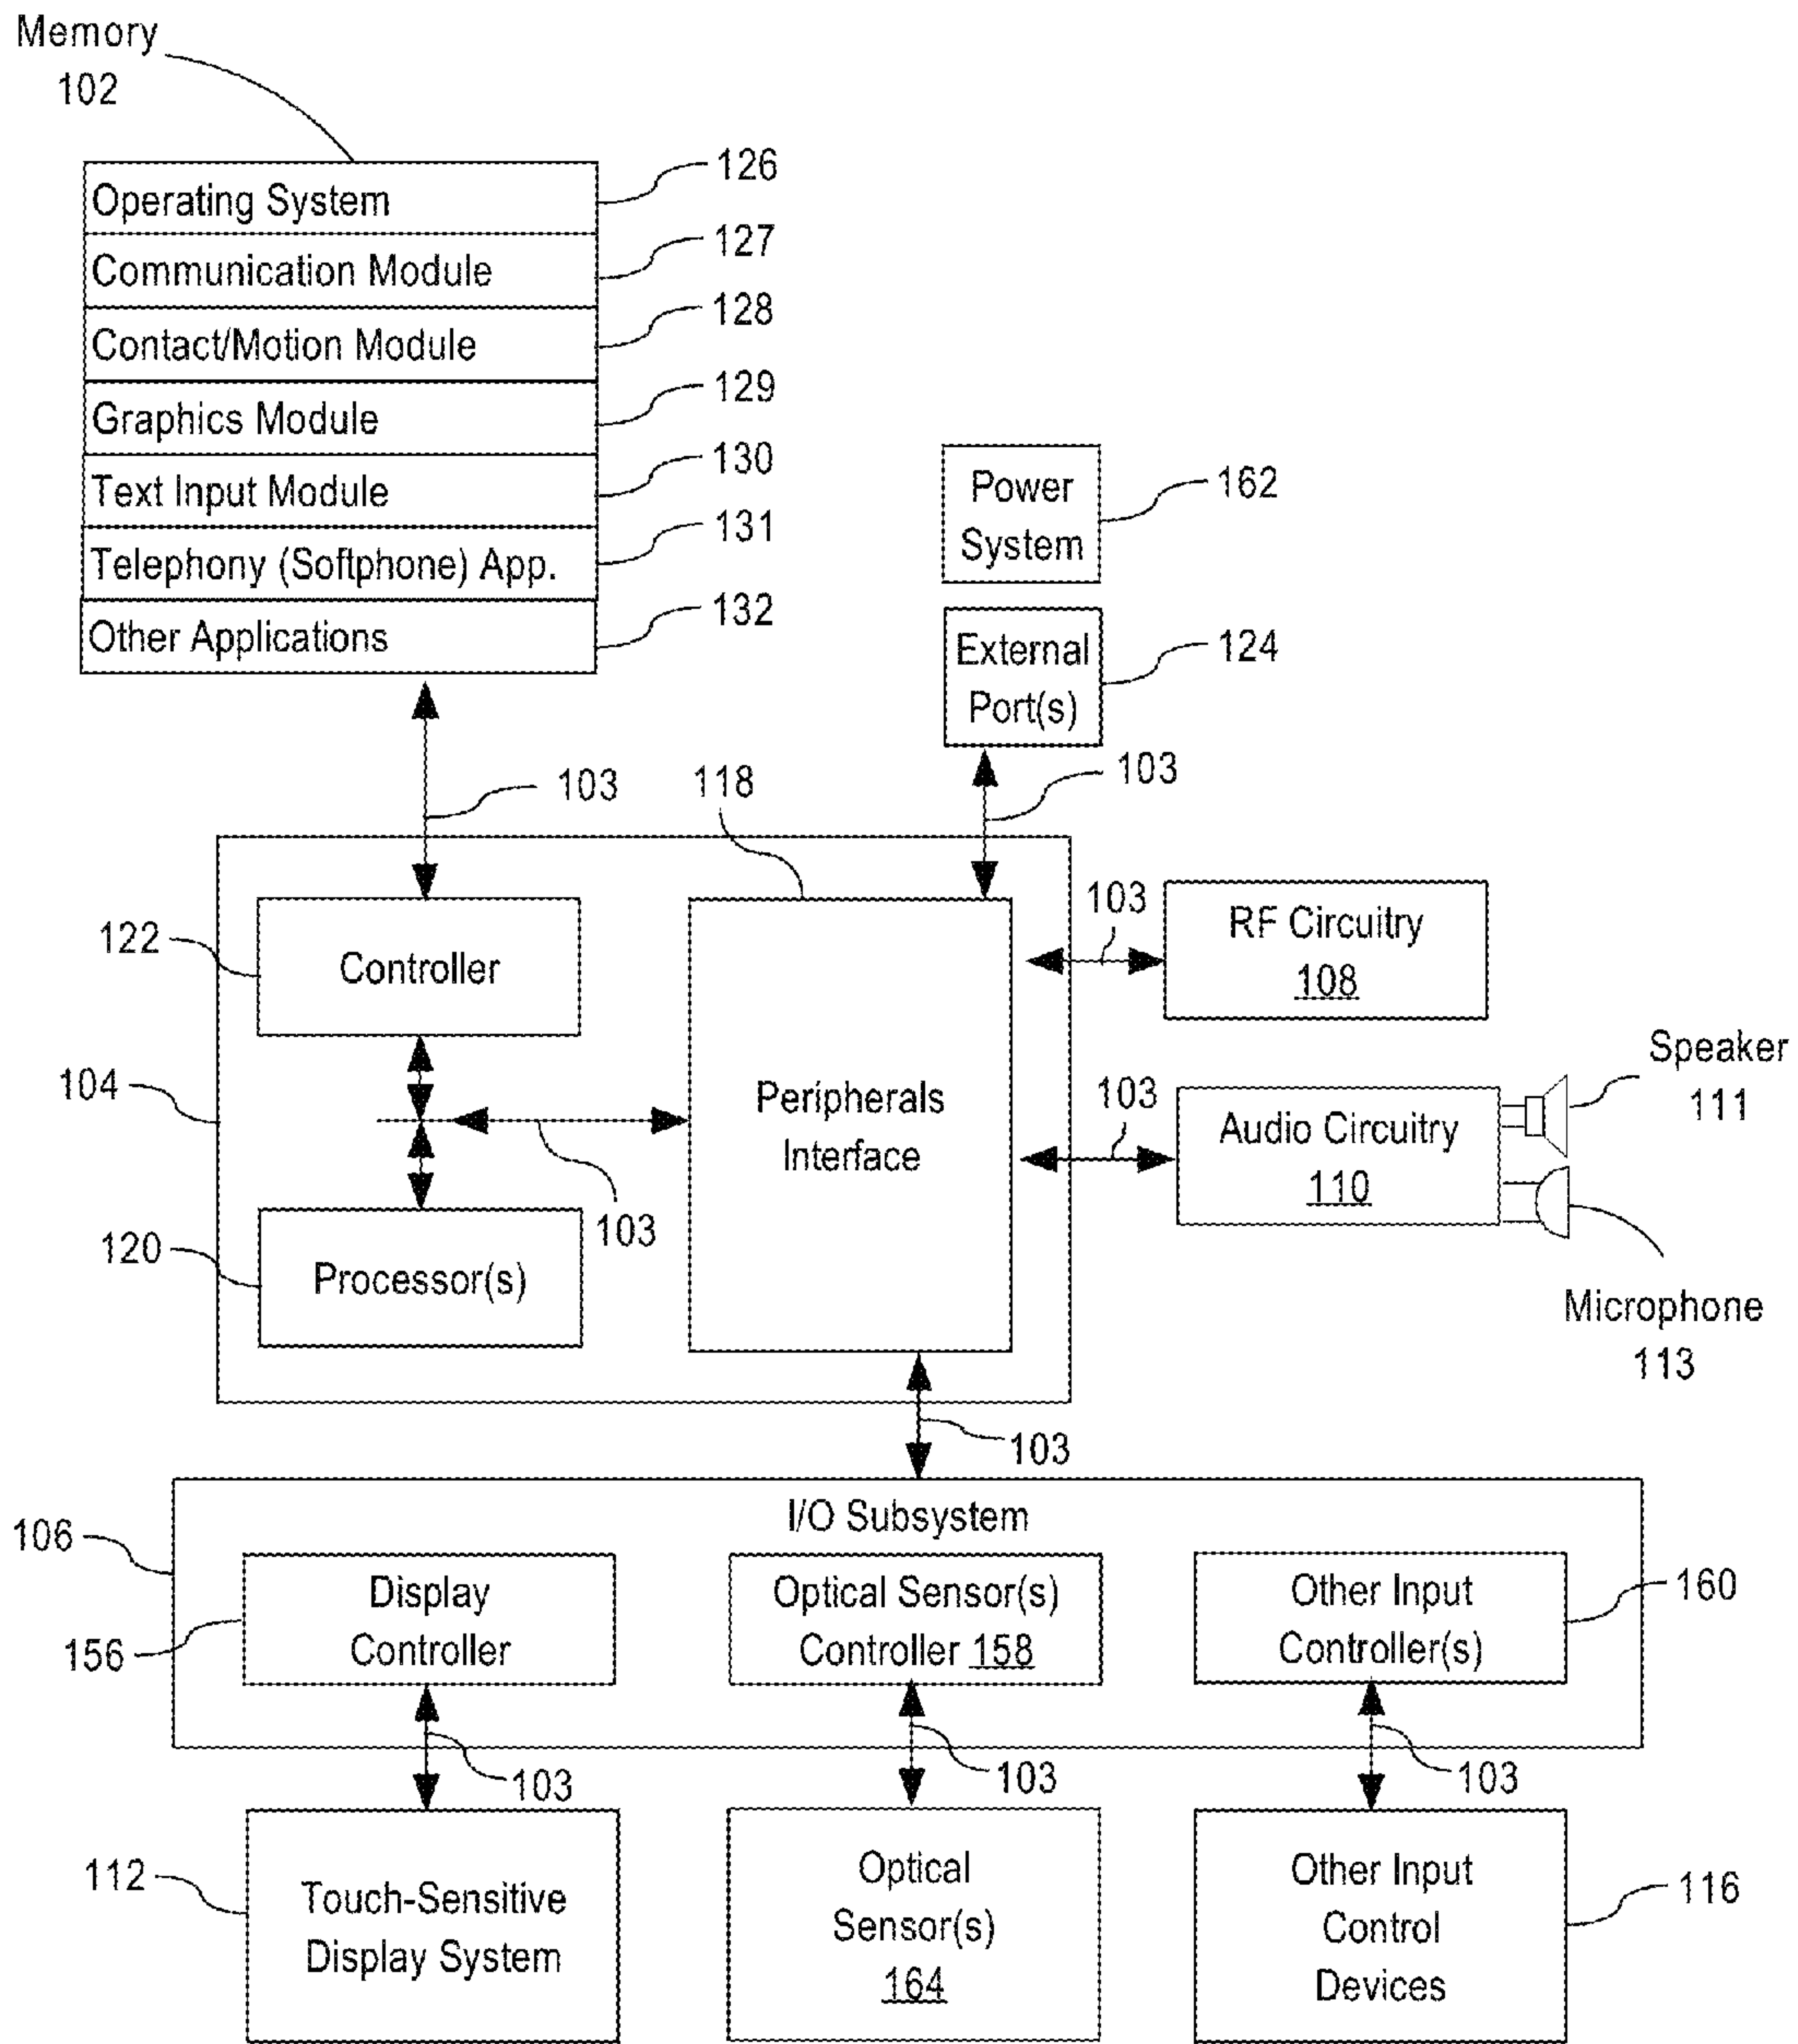 Memory
102
Operating System
126
Communication Module
127
Contact/Motion Module
128
Graphics Module
129
Text Input Module
130
Telephony (Softphone) App.
131
Other Applications
132
Power
System
162
External
Port(s)
124
103
118
103
122
Controller
103
RF Circuitry
108
104
103
Peripherals
Interface
103
Audio Circuitry
110
Speaker
111
120
Processor(s)
Microphone
113
103
I/O Subsystem
106
Display
Controller
156
Optical Sensor(s)
Controller 158
Other Input
Controller(s)
160
103
103
103
112
Touch-Sensitive
Display System
Optical
Sensor(s)
164
Other Input
Control
Devices
116